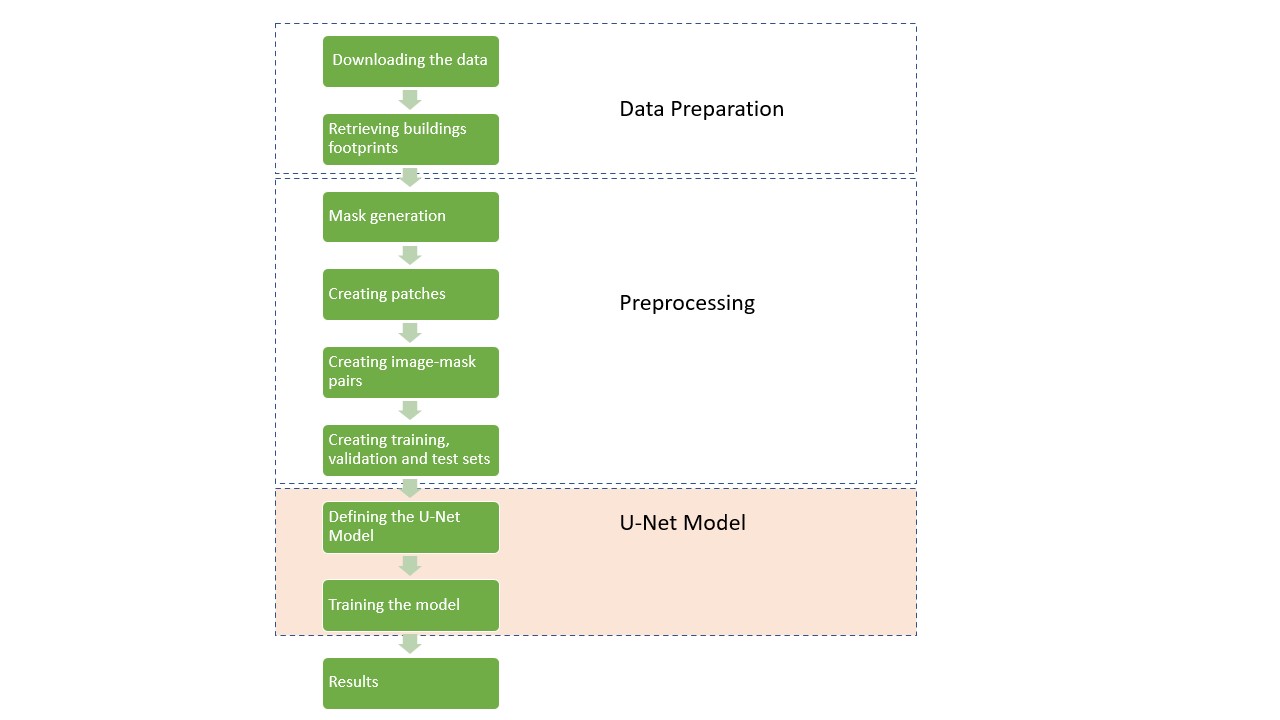 Downloading the data
Data Preparation
Retrieving buildings
footprints
Mask generation
Creating patches
Preprocessing
Creating image-mask
pairs
Creating training,
validation and test sets
Defining the U-Net
Model
U-Net Model
Training the model
Results